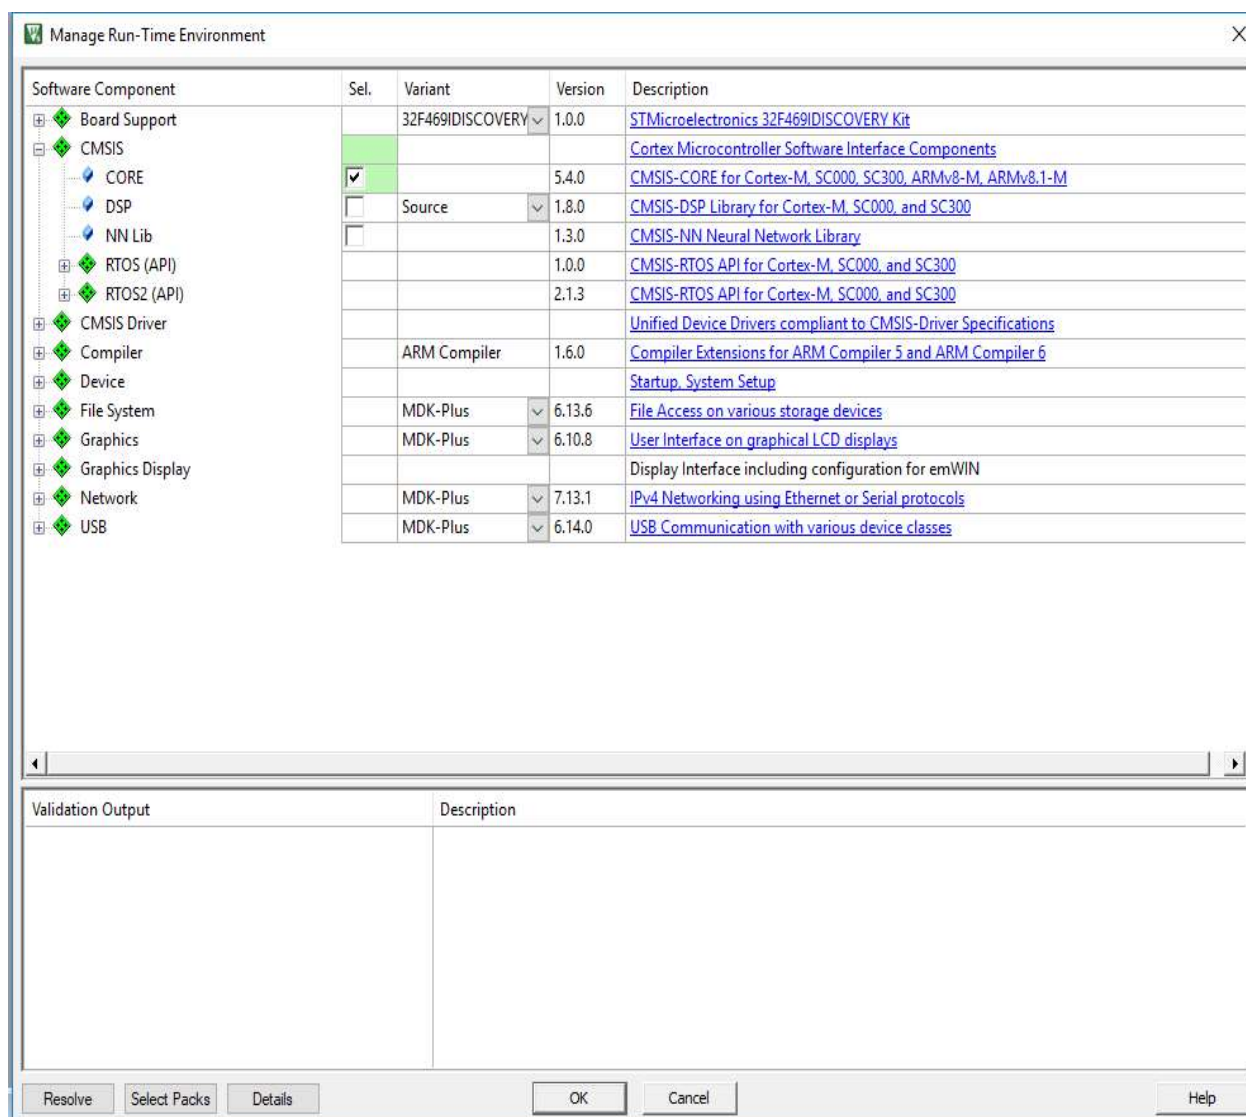 Manage Run-Time Environment
Software Component Sel. Variant Version Description
Board Support 32F469IDISCOVERY 1.0.0 STMicroelectronics 32F469IDISCOVERY Kit
CMSIS Cortex Microcontroller Software Interface Components
CORE 5.4.0 CMSIS-CORE for Cortex-M, SC000, SC300, ARMv8-M, ARMv8.1-M
DSP Source 1.8.0 CMSIS-DSP Library for Cortex-M, SC000, and SC300
NN Lib 1.3.0 CMSIS-NN Neural Network Library
RTOS (API) 1.0.0 CMSIS-RTOS API for Cortex-M, SC000, and SC300
RTOS2 (API) 2.1.3 CMSIS-RTOS API for Cortex-M, SC000, and SC300
CMSIS Driver Unified Device Drivers compliant to CMSIS-Driver Specifications
Compiler ARM Compiler 1.6.0 Compiler Extensions for ARM Compiler 5 and ARM Compiler 6
Device Startup, System Setup
File System MDK-Plus 6.13.6 File Access on various storage devices
Graphics MDK-Plus 6.10.8 User Interface on graphical LCD displays
Graphics Display Display Interface including configuration for emWIN
Network MDK-Plus 7.13.1 IPv4 Networking using Ethernet or Serial protocols
USB MDK-Plus 6.14.0 USB Communication with various device classes
Validation Output Description
Resolve Select Packs Details OK Cancel Help